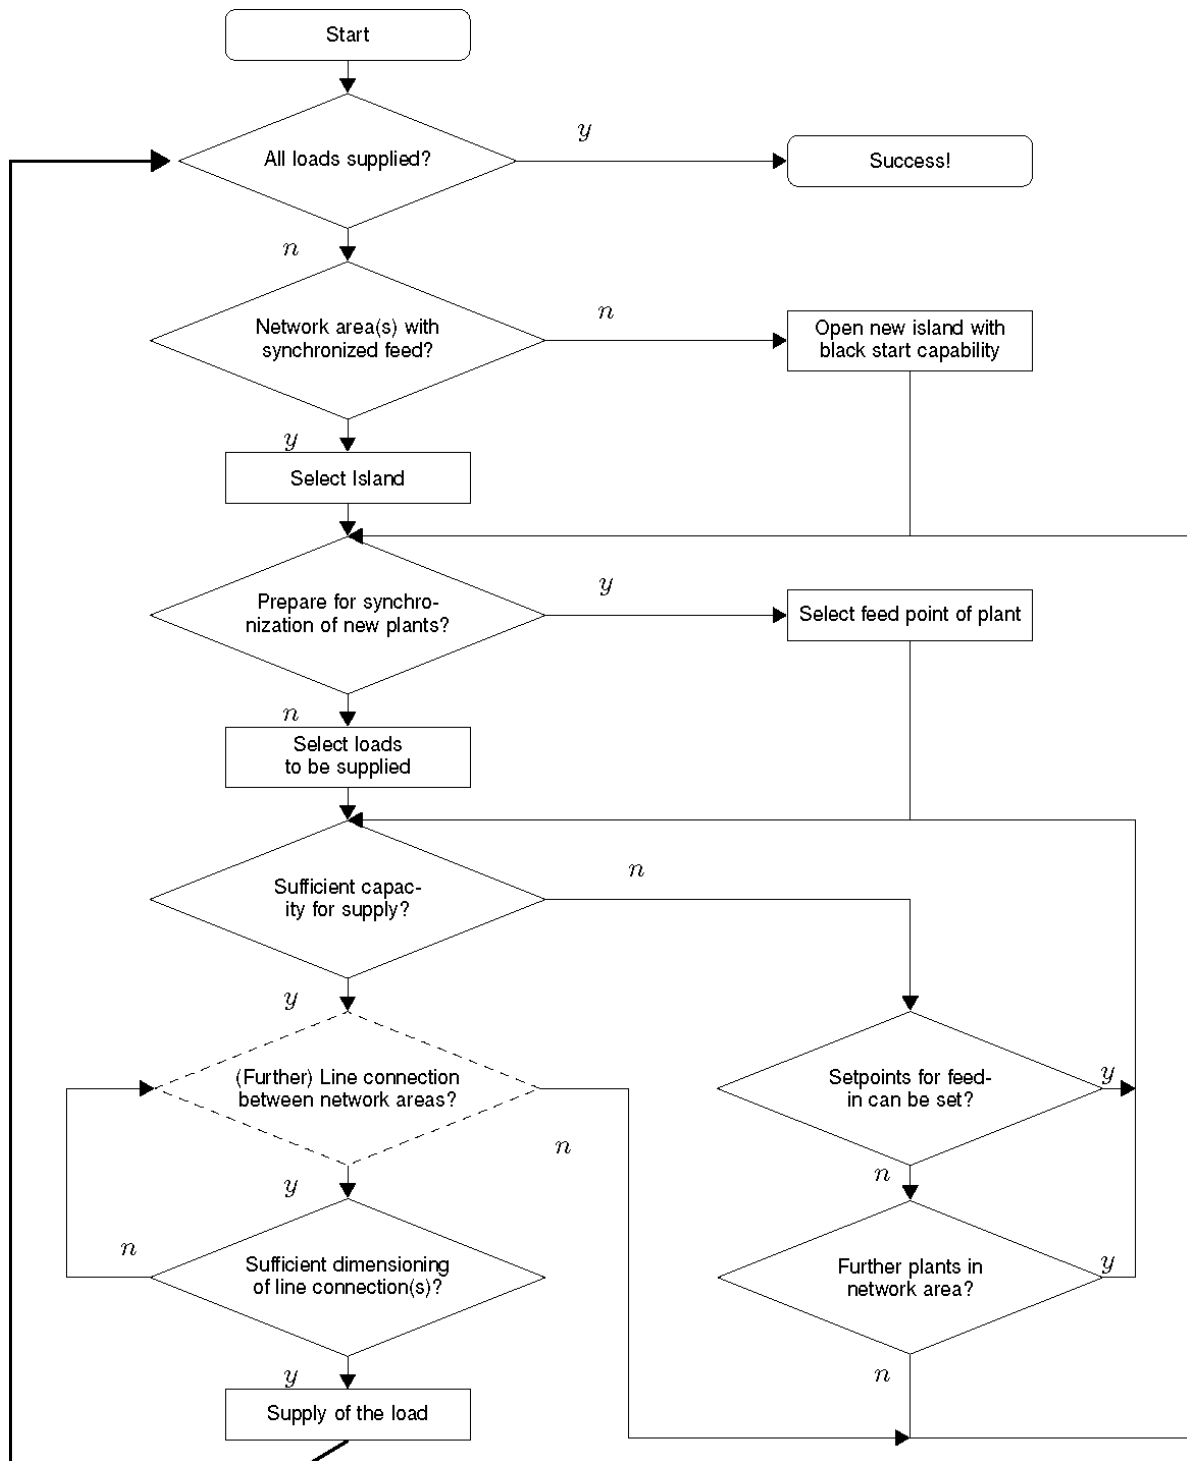 Start
All loads supplied?
y
Success!
n
Network area(s) with
synchronized feed?
n
Open new island with
black start capability
y
Select Island
Prepare for synchro-
nization of new plants?
y
Select feed point of plant
n
Select loads
to be supplied
Sufficient capac-
ity for supply?
n
y
(Further) Line connection
between network areas?
n
Setpoints for feed-
in can be set?
y
n
y
n
Sufficient dimensioning
of line connection(s)?
Further plants in
network area?
y
n
y
Supply of the load